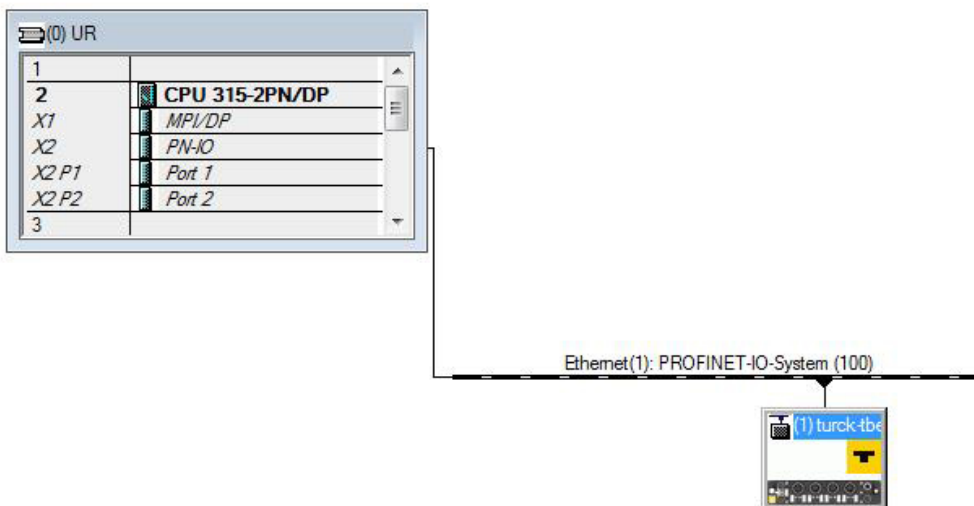 (0) UR
1
2 CPU 315-2PN/DP
X1 MPI/DP
X2 PN-IO
X2 P1 Port 1
X2 P2 Port 2
3
Ethernet(1): PROFINET-IO-System (100)
(1) turck-tbe